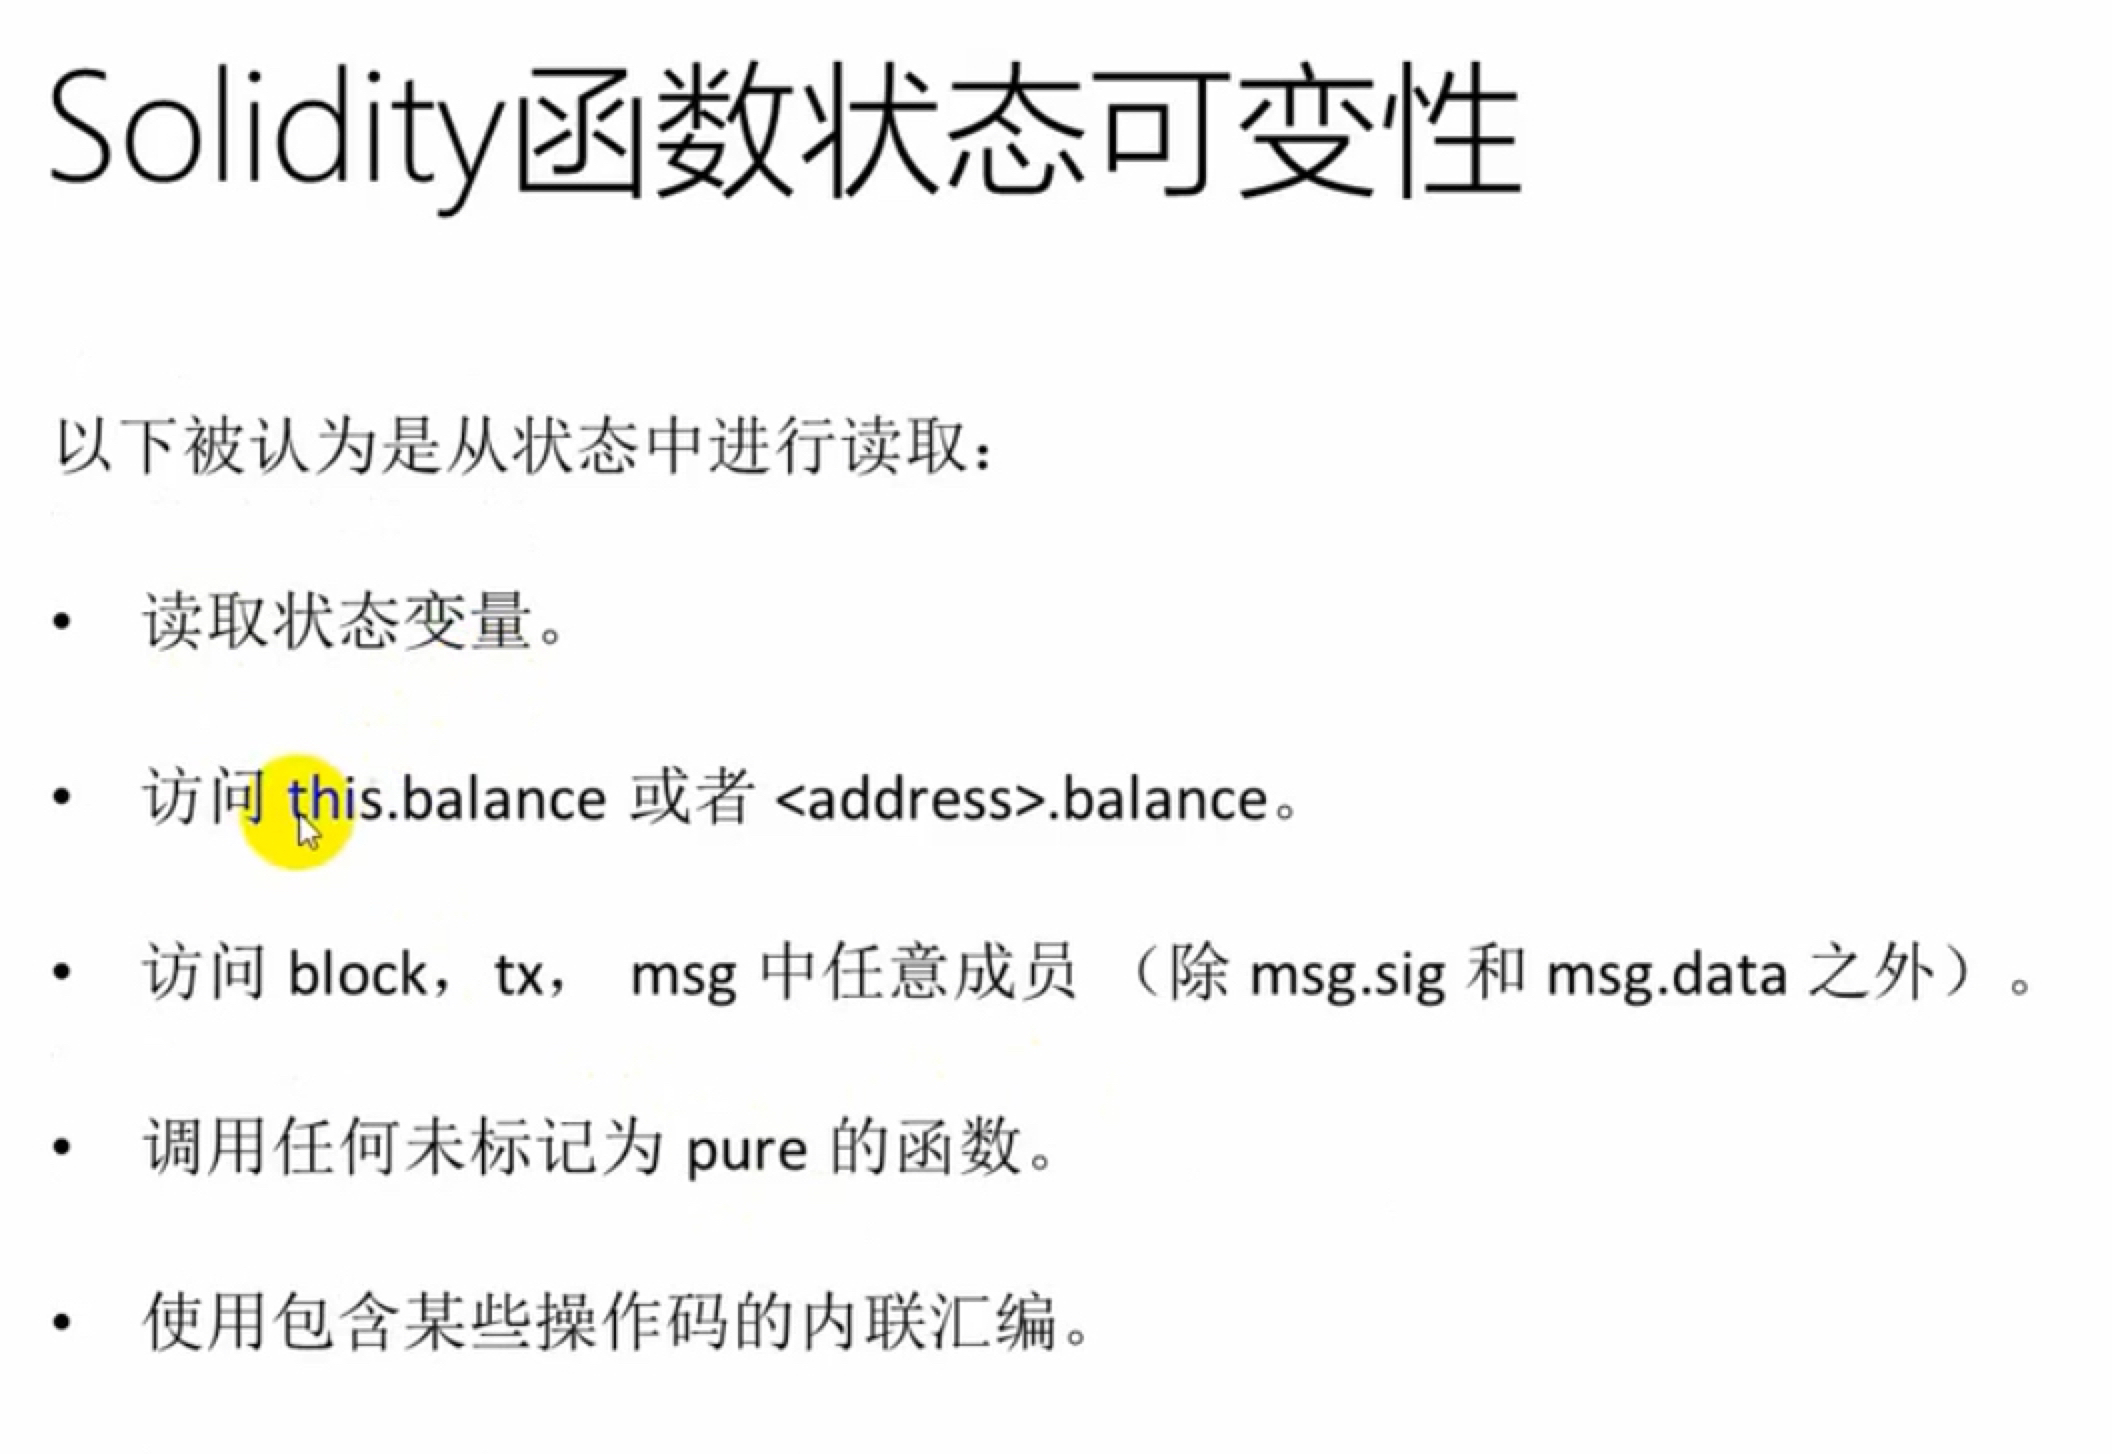 Solidity函数状态可变性
以下被认为是从状态中进行读取：
• 读取状态变量。
• 访问 this.balance 或者 <address>.balance。
• 访问 block，tx， msg 中任意成员 （除 msg.sig 和 msg.data 之外）。
• 调用任何未标记为 pure 的函数。
• 使用包含某些操作码的内联汇编。